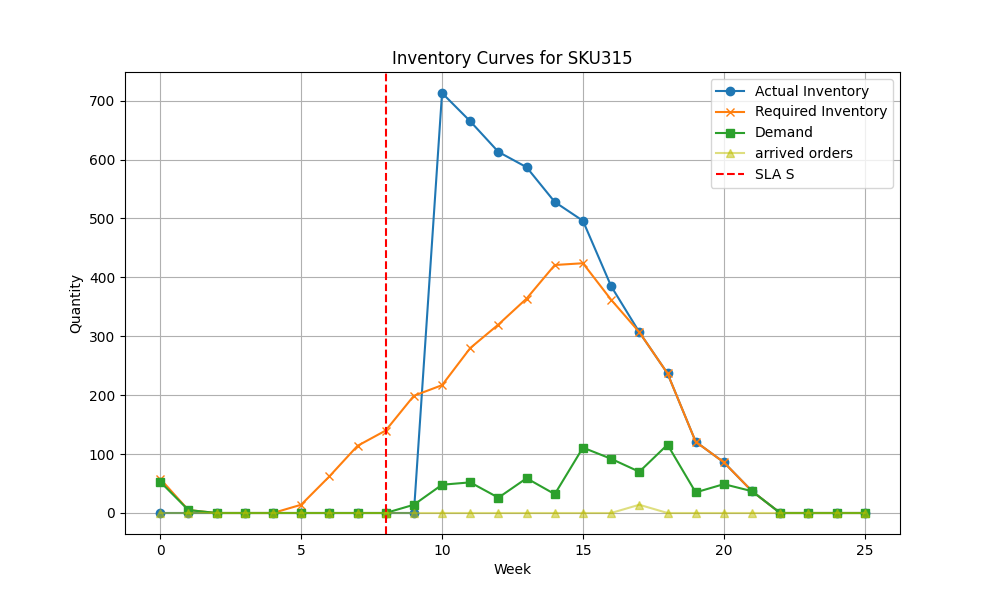 Inventory Curves for SKU315
Actual Inventory
Required Inventory
Demand
arrived orders
SLA S
Quantity
700
600
500
400
300
200
100
0
0 5 10 15 20 25
Week